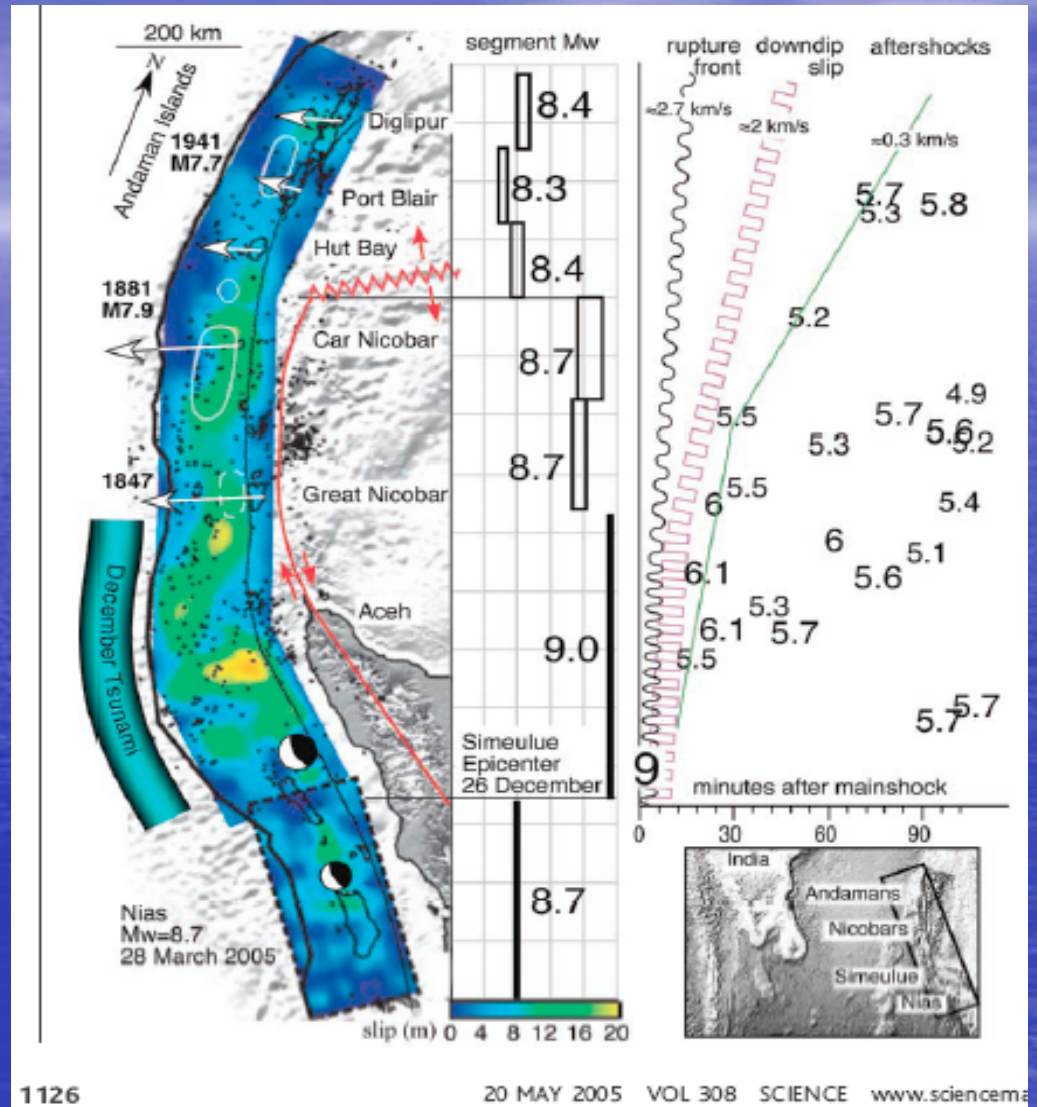 200 km
N
Andaman Islands
1941
M7.7
1881
M7.9
1847
December Tsunami
Nias
Mw=8.7
28 March 2005
Diglipur
Port Blair
Hut Bay
Car Nicobar
Great Nicobar
Aceh
segment Mw
8.4
8.3
8.4
8.7
8.7
9.0
Simeulue
Epicenter
26 December
8.7
slip (m) 0 4 8 12 16 20
rupture
front
downdip
slip
aftershocks
≈2.7 km/s
≈2 km/s
≈0.3 km/s
5.7
5.3
5.8
5.2
4.9
5.5
5.7
5.6
5.3
5.2
5.5
6
5.4
6
5.1
6.1
5.6
5.3
6.1
5.7
5.5
5.7
5.7
9
minutes after mainshock
0 30 60 90
India
Andamans
Nicobars
Simeulue
Nias
1126
20 MAY 2005 VOL 308 SCIENCE www.sciencema